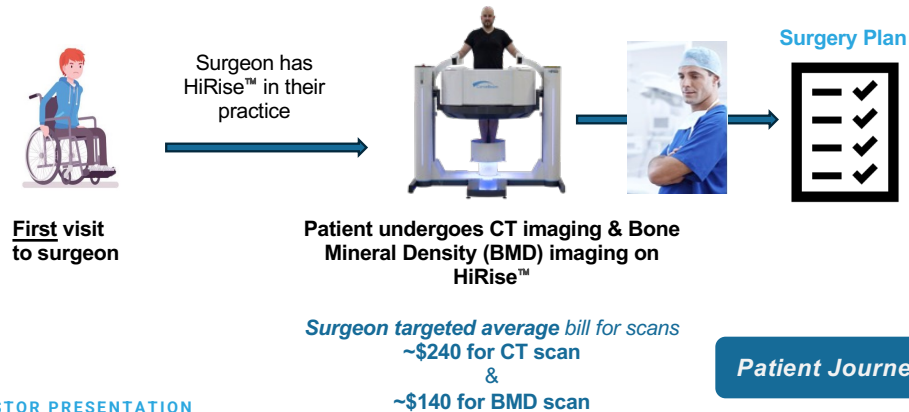 Surgery Plan
Surgeon has
HiRise™ in their
practice
First visit
to surgeon
Patient undergoes CT imaging & Bone
Mineral Density (BMD) imaging on
HiRise™
Surgeon targeted average bill for scans
~$240 for CT scan
&
~$140 for BMD scan
Patient Journe
STOR PRESENTATION